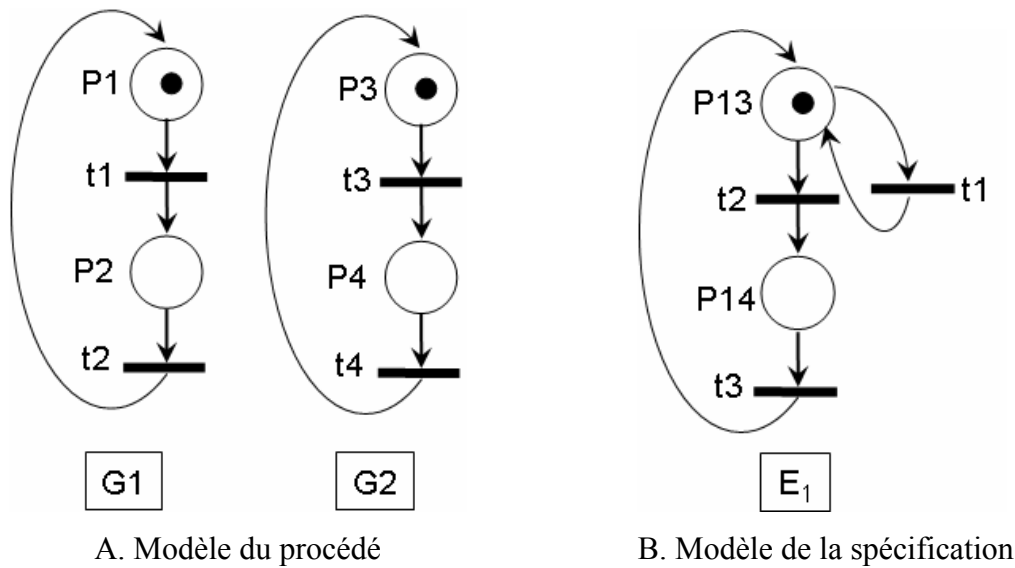 P1
t1
P2
t2
G1
P3
t3
P4
t4
G2
P13
t2
t1
P14
t3
E₁
A. Modèle du procédé
B. Modèle de la spécification